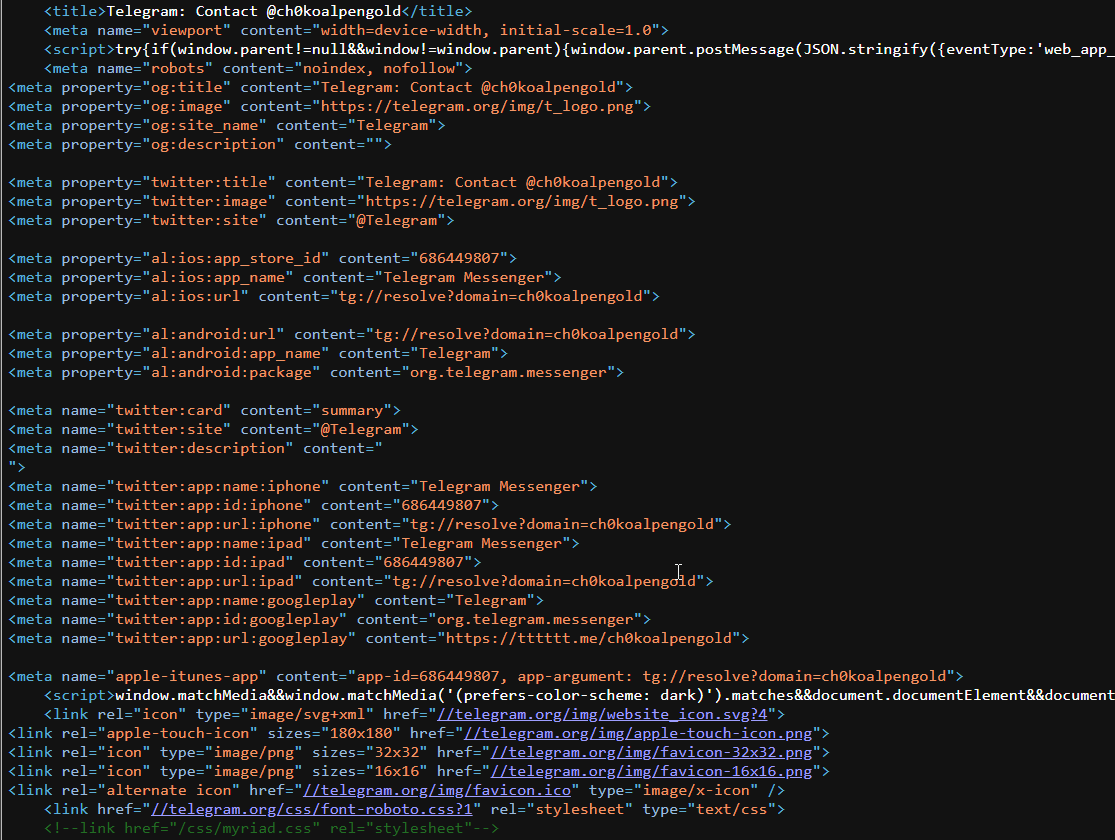 <title>Telegram: Contact @ch0koalpengold</title>
<meta name="viewport" content="width=device-width, initial-scale=1.0">
<script>try{if(window.parent!=null&&window!=window.parent){window.parent.postMessage(JSON.stringify({eventType:'web_app_
<meta name="robots" content="noindex, nofollow">
<meta property="og:title" content="Telegram: Contact @ch0koalpengold">
<meta property="og:image" content="https://telegram.org/img/t_logo.png">
<meta property="og:site_name" content="Telegram">
<meta property="og:description" content="">
<meta property="twitter:title" content="Telegram: Contact @ch0koalpengold">
<meta property="twitter:image" content="https://telegram.org/img/t_logo.png">
<meta property="twitter:site" content="@Telegram">
<meta property="al:ios:app_store_id" content="686449807">
<meta property="al:ios:app_name" content="Telegram Messenger">
<meta property="al:ios:url" content="tg://resolve?domain=ch0koalpengold">
<meta property="al:android:url" content="tg://resolve?domain=ch0koalpengold">
<meta property="al:android:app_name" content="Telegram">
<meta property="al:android:package" content="org.telegram.messenger">
<meta name="twitter:card" content="summary">
<meta name="twitter:site" content="@Telegram">
<meta name="twitter:description" content="
">
<meta name="twitter:app:name:iphone" content="Telegram Messenger">
<meta name="twitter:app:id:iphone" content="686449807">
<meta name="twitter:app:url:iphone" content="tg://resolve?domain=ch0koalpengold">
<meta name="twitter:app:name:ipad" content="Telegram Messenger">
<meta name="twitter:app:id:ipad" content="686449807">
<meta name="twitter:app:url:ipad" content="tg://resolve?domain=ch0koalpengold">
<meta name="twitter:app:name:googleplay" content="Telegram">
<meta name="twitter:app:id:googleplay" content="org.telegram.messenger">
<meta name="twitter:app:url:googleplay" content="https://tttttt.me/ch0koalpengold">
<meta name="apple-itunes-app" content="app-id=686449807, app-argument: tg://resolve?domain=ch0koalpengold">
<script>window.matchMedia&&window.matchMedia('(prefers-color-scheme: dark)').matches&&document.documentElement&&document
<link rel="icon" type="image/svg+xml" href="//telegram.org/img/website_icon.svg?4">
<link rel="apple-touch-icon" sizes="180x180" href="//telegram.org/img/apple-touch-icon.png">
<link rel="icon" type="image/png" sizes="32x32" href="//telegram.org/img/favicon-32x32.png">
<link rel="icon" type="image/png" sizes="16x16" href="//telegram.org/img/favicon-16x16.png">
<link rel="alternate icon" href="//telegram.org/img/favicon.ico" type="image/x-icon" />
<link href="//telegram.org/css/font-roboto.css?1" rel="stylesheet" type="text/css">
<!--link href="/css/myriad.css" rel="stylesheet"-->